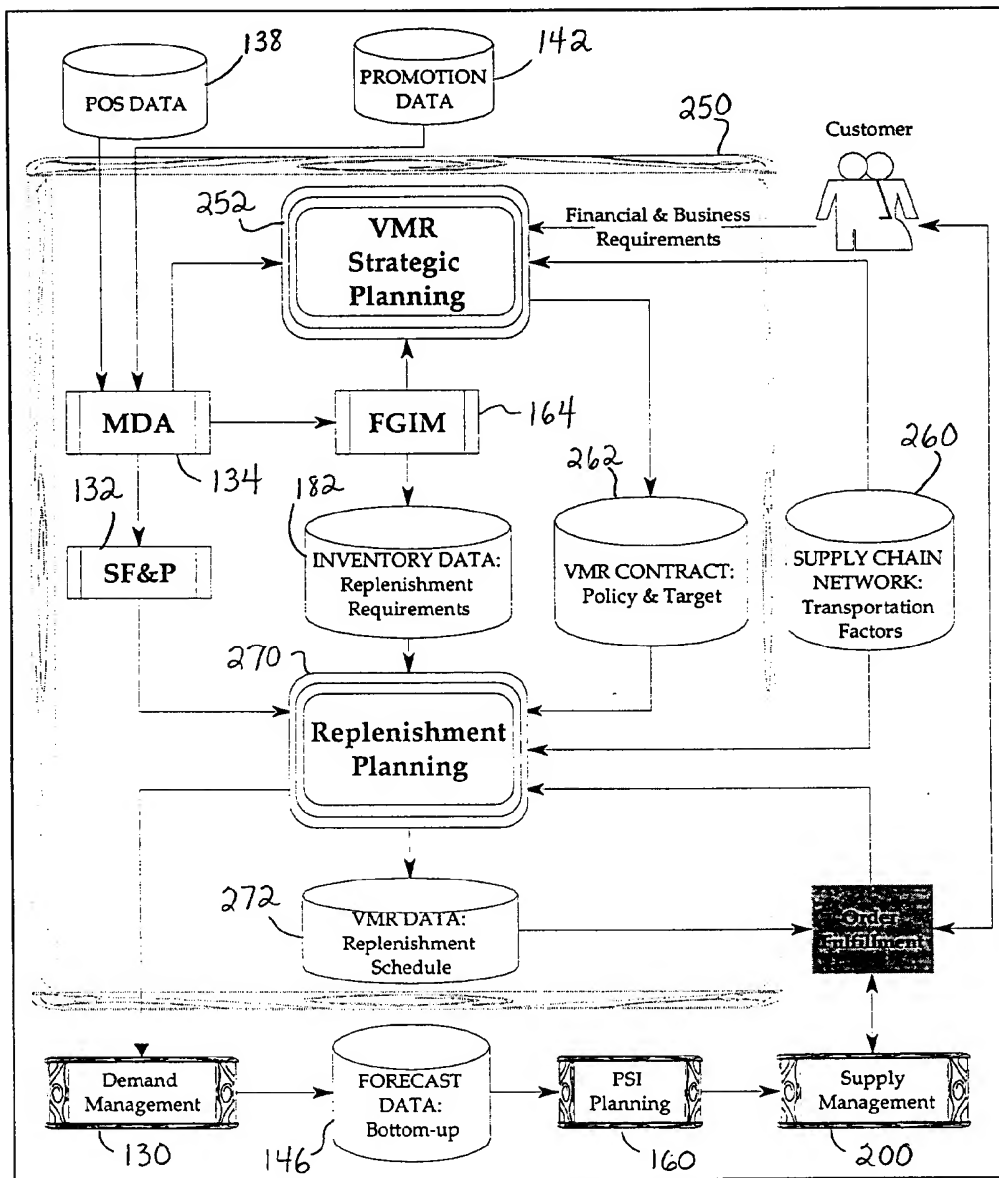 138
142
POS DATA
PROMOTION
DATA
250
Customer
252
VMR
Strategic
Planning
Financial & Business
Requirements
MDA
FGIM
164
134
132
182
262
260
SF&P
INVENTORY DATA:
Replenishment
Requirements
VMR CONTRACT:
Policy & Target
SUPPLY CHAIN
NETWORK:
Transportation
Factors
270
Replenishment
Planning
272
VMR DATA:
Replenishment
Schedule
Order
Fulfillment
Demand
Management
FORECAST
DATA:
Bottom-up
PSI
Planning
Supply
Management
130
146
160
200